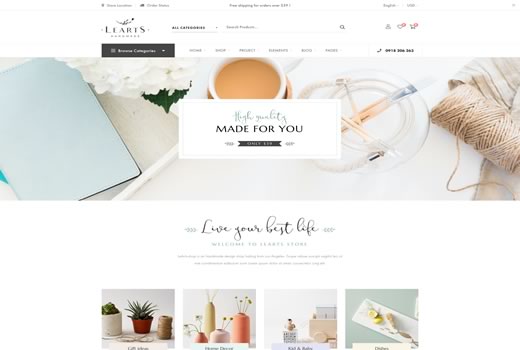 Store Location
Order Status
Free shipping for orders over $59 !
English
USD
LEARTS
HANDMADE
ALL CATEGORIES
Search Products...
Browse Categories
HOME
SHOP
PROJECT
ELEMENTS
BLOG
PAGES
0918 306 362
High quality
MADE FOR YOU
ONLY $39
Live your best life
WELCOME TO LEARTS STORE
Gift Ideas
Home Decor
Kid & Baby
Dishes